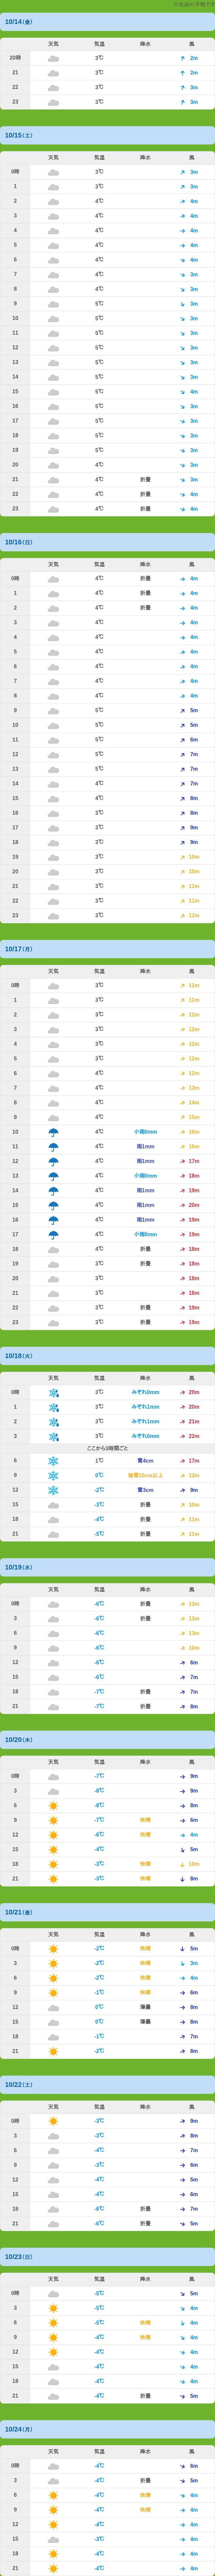 の予報です
10/14(金)
天気 気温 降水 風
20時 3℃ 2m
21 3℃ 2m
22 3℃ 3m
23 3℃ 3m
10/15(土)
天気 気温 降水 風
0時 3℃ 3m
1 3℃ 3m
2 3℃ 4m
3 4℃ 4m
4 4℃ 4m
5 4℃ 4m
6 4℃ 4m
7 4℃ 3m
8 4℃ 3m
9 5℃ 3m
10 5℃ 3m
11 5℃ 3m
12 5℃ 3m
13 5℃ 3m
14 5℃ 3m
15 5℃ 4m
16 5℃ 3m
17 5℃ 3m
18 5℃ 3m
19 5℃ 3m
20 4℃ 3m
21 4℃ 折曇 3m
22 4℃ 折曇 4m
23 4℃ 折曇 4m
10/16(日)
天気 気温 降水 風
0時 4℃ 折曇 4m
1 4℃ 折曇 4m
2 4℃ 折曇 4m
3 4℃ 4m
4 4℃ 4m
5 4℃ 4m
6 4℃ 4m
7 4℃ 4m
8 4℃ 4m
9 5℃ 5m
10 5℃ 5m
11 5℃ 6m
12 5℃ 7m
13 5℃ 7m
14 4℃ 7m
15 4℃ 8m
16 3℃ 8m
17 3℃ 9m
18 3℃ 9m
19 3℃ 10m
20 3℃ 10m
21 3℃ 11m
22 3℃ 11m
23 3℃ 11m
10/17(月)
天気 気温 降水 風
0時 3℃ 11m
1 3℃ 11m
2 3℃ 12m
3 3℃ 12m
4 3℃ 12m
5 3℃ 12m
6 4℃ 12m
7 4℃ 13m
8 4℃ 14m
9 4℃ 15m
10 4℃ 小雨0mm 16m
11 4℃ 雨1mm 16m
12 4℃ 雨1mm 17m
13 4℃ 小雨0mm 18m
14 4℃ 雨1mm 19m
15 4℃ 雨1mm 20m
16 4℃ 雨1mm 19m
17 4℃ 小雨0mm 19m
18 4℃ 折曇 18m
19 3℃ 折曇 18m
20 3℃ 18m
21 3℃ 18m
22 3℃ 折曇 19m
23 3℃ 折曇 19m
10/18(火)
天気 気温 降水 風
0時 3℃ みぞれ0mm 20m
1 3℃ みぞれ1mm 20m
2 3℃ みぞれ1mm 21m
3 3℃ みぞれ0mm 22m
ここから3時間ごと
6 1℃ 雪4cm 17m
9 0℃ 強雪10cm以上 13m
12 -2℃ 雪3cm 9m
15 -3℃ 折曇 10m
18 -4℃ 折曇 11m
21 -5℃ 折曇 11m
10/19(水)
天気 気温 降水 風
0時 -6℃ 折曇 13m
3 -6℃ 折曇 13m
6 -6℃ 13m
9 -6℃ 10m
12 -6℃ 6m
15 -6℃ 7m
18 -7℃ 折曇 7m
21 -7℃ 折曇 8m
10/20(木)
天気 気温 降水 風
0時 -7℃ 9m
3 -8℃ 9m
6 -8℃ 8m
9 -7℃ 快晴 6m
12 -6℃ 快晴 4m
15 -4℃ 5m
18 -3℃ 快晴 10m
21 -3℃ 快晴 8m
10/21(金)
天気 気温 降水 風
0時 -2℃ 快晴 5m
3 -2℃ 快晴 3m
6 -2℃ 快晴 4m
9 -1℃ 快晴 6m
12 0℃ 薄曇 8m
15 0℃ 薄曇 8m
18 -1℃ 7m
21 -2℃ 8m
10/22(土)
天気 気温 降水 風
0時 -3℃ 9m
3 -3℃ 8m
6 -4℃ 7m
9 -3℃ 6m
12 -4℃ 5m
15 -4℃ 6m
18 -6℃ 折曇 7m
21 -6℃ 折曇 5m
10/23(日)
天気 気温 降水 風
0時 -5℃ 5m
3 -5℃ 4m
6 -5℃ 快晴 4m
9 -4℃ 快晴 4m
12 -4℃ 4m
15 -4℃ 4m
18 -4℃ 4m
21 -4℃ 折曇 5m
10/24(月)
天気 気温 降水 風
0時 -4℃ 6m
3 -4℃ 折曇 5m
6 -4℃ 快晴 4m
9 -4℃ 快晴 4m
12 -4℃ 4m
15 -3℃ 4m
18 -4℃ 4m
21 -4℃ 4m